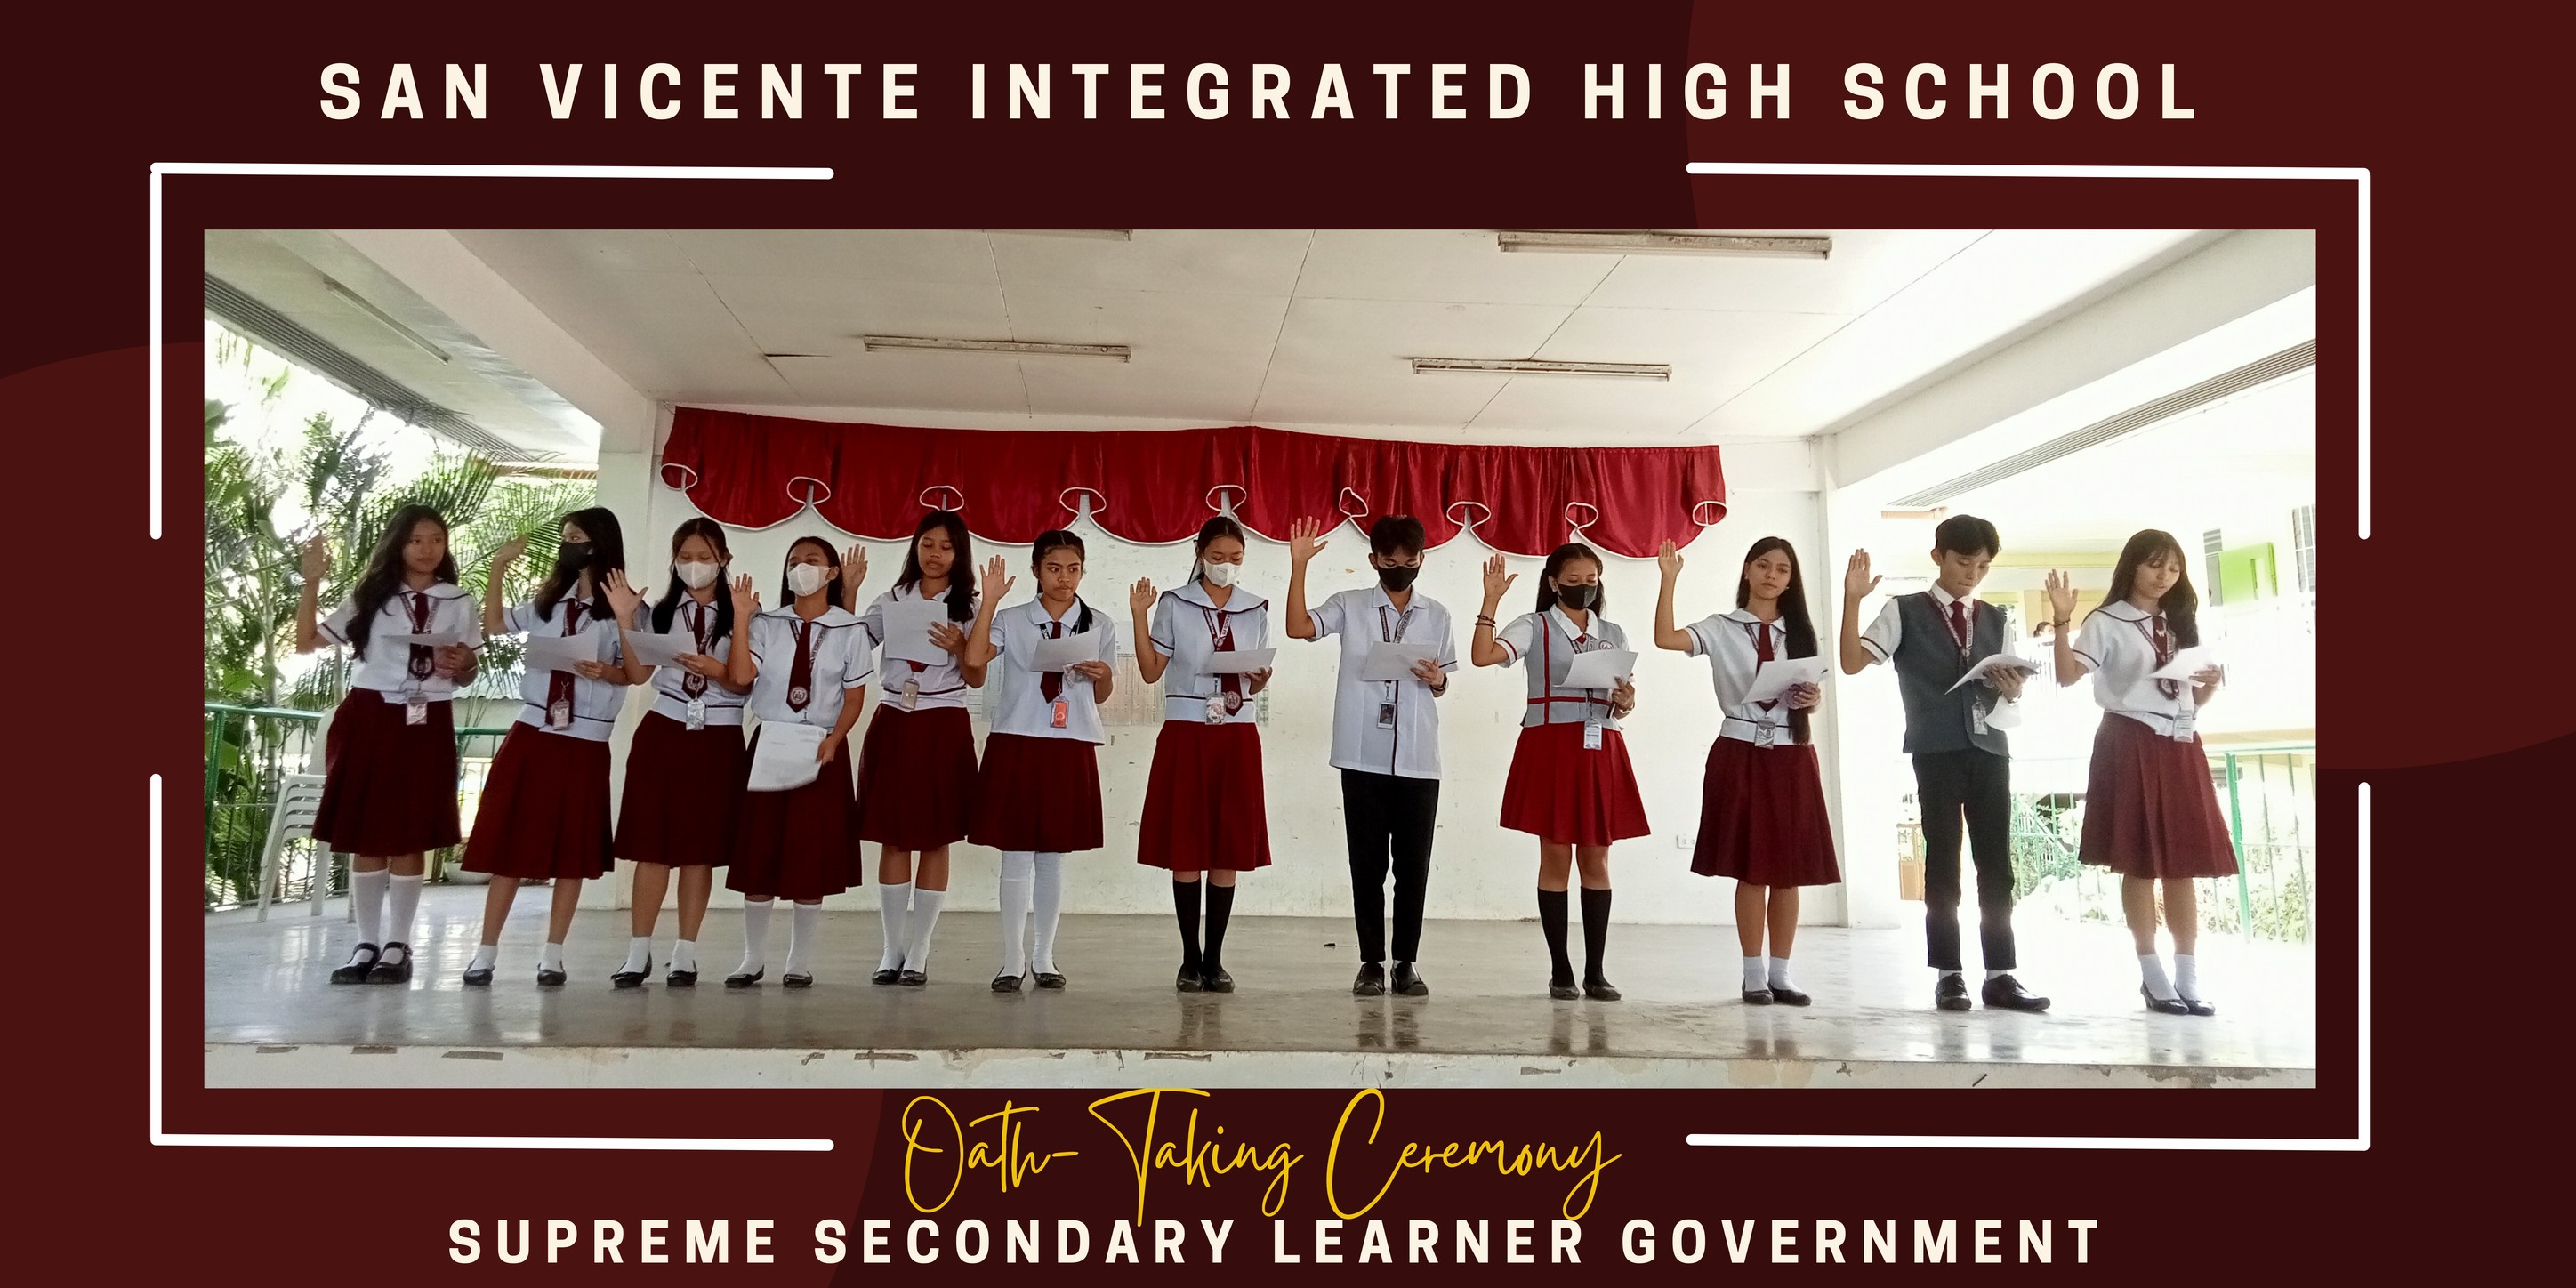 SAN VICENTE INTEGRATED HIGH SCHOOL
Oath-Taking Ceremony
SUPREME SECONDARY LEARNER GOVERNMENT